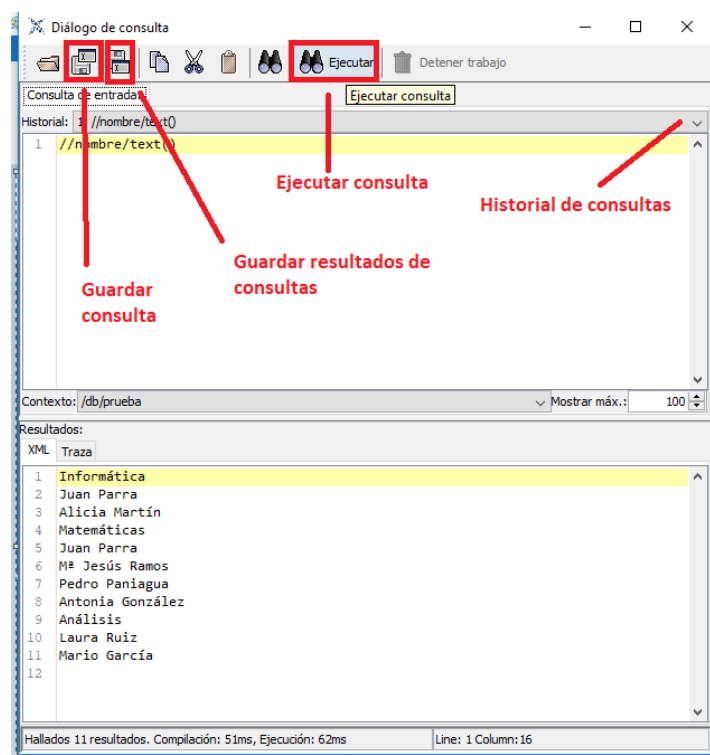 Diálogo de consulta
Ejecutar
Detener trabajo
Consulta de entrada:
Ejecutar consulta
Historial: 1 //nombre/text()
1 //nombre/text()
Ejecutar consulta
Historial de consultas
Guardar resultados de
consultas
Guardar
consulta
Contexto: /db/prueba
Mostrar máx.: 100
Resultados:
XML Traza
1 Informática
2 Juan Parra
3 Alicia Martín
4 Matemáticas
5 Juan Parra
6 Mª Jesús Ramos
7 Pedro Paniagua
8 Antonia González
9 Análisis
10 Laura Ruiz
11 Mario García
12
Hallados 11 resultados. Compilación: 51ms, Ejecución: 62ms
Line: 1 Column:16